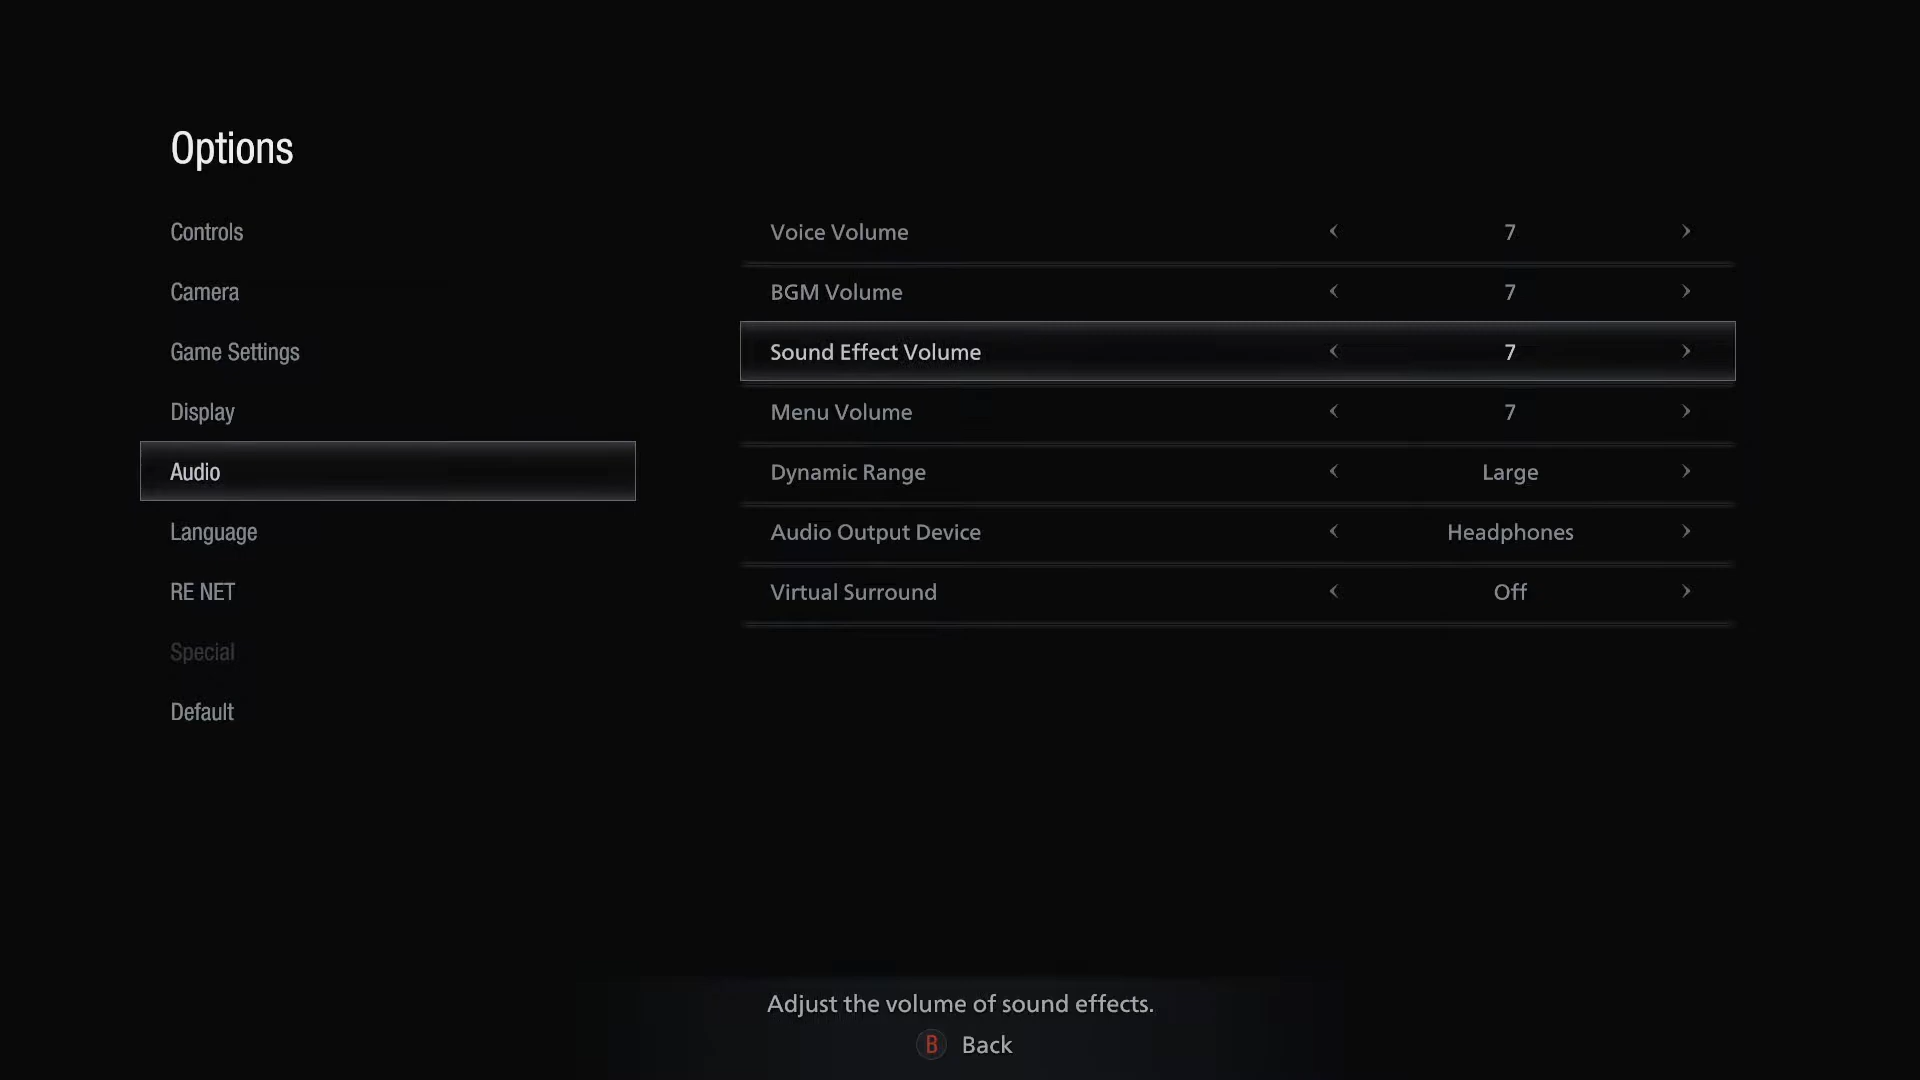 Options
Controls
Camera
Game Settings
Display
Audio
Language
RE NET
Special
Default
Voice Volume 7
BGM Volume 7
Sound Effect Volume 7
Menu Volume 7
Dynamic Range Large
Audio Output Device Headphones
Virtual Surround Off
Adjust the volume of sound effects.
B Back